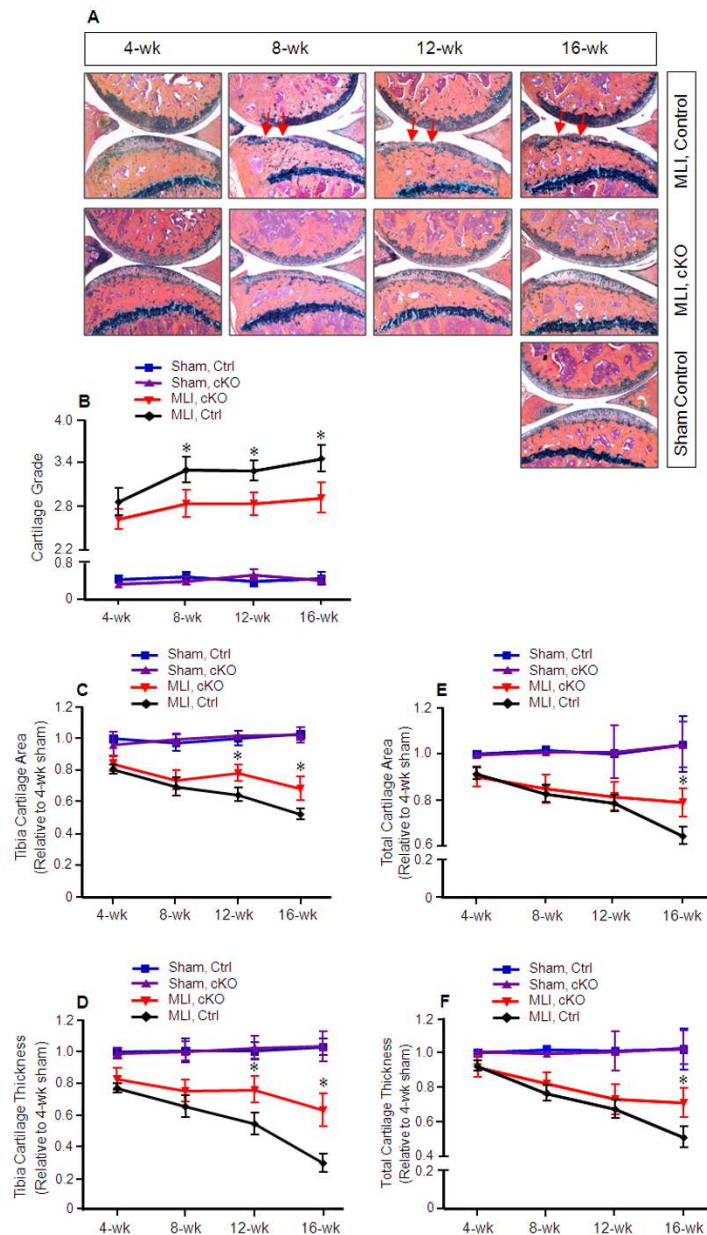 A
4-wk 8-wk 12-wk 16-wk
MLI, Control
MLI, cKO
Sham Control
B
Sham, Ctrl
Sham, cKO
MLI, cKO
MLI, Ctrl
Cartilage Grade
4.0
3.4
2.8
2.2
0.8
0
* * *
4-wk 8-wk 12-wk 16-wk
C
Sham, Ctrl
Sham, cKO
MLI, cKO
MLI, Ctrl
Tibia Cartilage Area
(Relative to 4-wk sham)
1.2
1.0
0.8
0.6
0.4
0.2
0
* *
4-wk 8-wk 12-wk 16-wk
E
Sham, Ctrl
Sham, cKO
MLI, cKO
MLI, Ctrl
Total Cartilage Area
(Relative to 4-wk sham)
1.2
1.0
0.8
0.6
0.2
0
*
4-wk 8-wk 12-wk 16-wk
D
Sham, Ctrl
Sham, cKO
MLI, cKO
MLI, Ctrl
Tibia Cartilage Thickness
(Relative to 4-wk sham)
1.2
1.0
0.8
0.6
0.4
0.2
0
* *
4-wk 8-wk 12-wk 16-wk
F
Sham, Ctrl
Sham, cKO
MLI, cKO
MLI, Ctrl
Total Cartilage Thickness
(Relative to 4-wk sham)
1.2
1.0
0.8
0.6
0.4
0.2
0
*
4-wk 8-wk 12-wk 16-wk